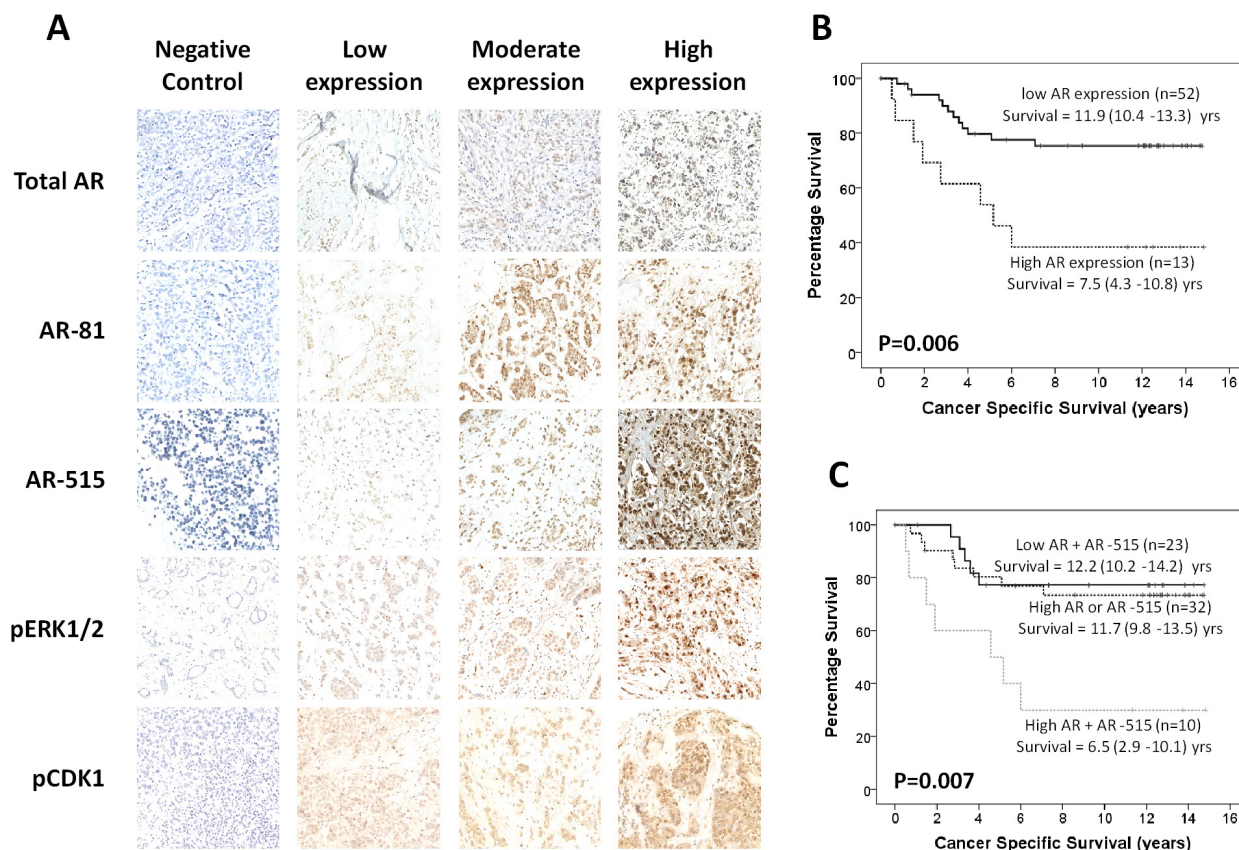 A
Negative Control
Low expression
Moderate expression
High expression
Total AR
AR-81
AR-515
pERK1/2
pCDK1
B
Percentage Survival
100
80
60
40
20
0
low AR expression (n=52)
Survival = 11.9 (10.4 -13.3) yrs
High AR expression (n=13)
Survival = 7.5 (4.3 -10.8) yrs
P=0.006
0 2 4 6 8 10 12 14 16
Cancer Specific Survival (years)
C
Percentage Survival
100
80
60
40
20
0
Low AR + AR -515 (n=23)
Survival = 12.2 (10.2 -14.2) yrs
High AR or AR -515 (n=32)
Survival = 11.7 (9.8 -13.5) yrs
High AR + AR -515 (n=10)
Survival = 6.5 (2.9 -10.1) yrs
P=0.007
0 2 4 6 8 10 12 14 16
Cancer Specific Survival (years)